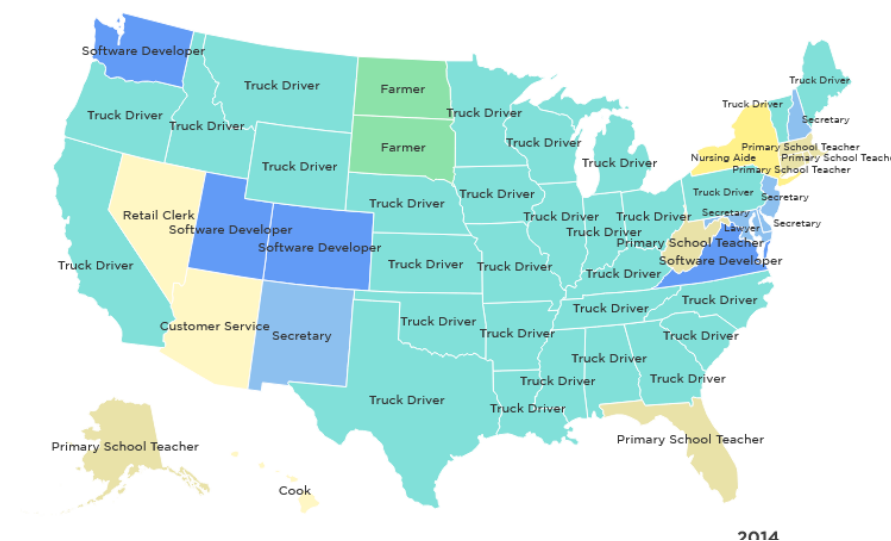 Software Developer
Truck Driver
Truck Driver
Farmer
Truck Driver
Truck Driver
Truck Driver
Truck Driver
Secretary
Farmer
Truck Driver
Primary School Teacher
Nursing Aide
Primary School Teacher
Truck Driver
Truck Driver
Primary School Teacher
Truck Driver
Truck Driver
Truck Driver
Secretary
Retail Clerk
Truck Driver
Truck Driver
Secretary
Secretary
Software Developer
Truck Driver
Lawyer
Software Developer
Primary School Teacher
Truck Driver
Truck Driver
Truck Driver
Software Developer
Truck Driver
Truck Driver
Truck Driver
Customer Service
Truck Driver
Secretary
Truck Driver
Truck Driver
Truck Driver
Truck Driver
Truck Driver
Truck Driver
Truck Driver
Primary School Teacher
Primary School Teacher
Cook
2014